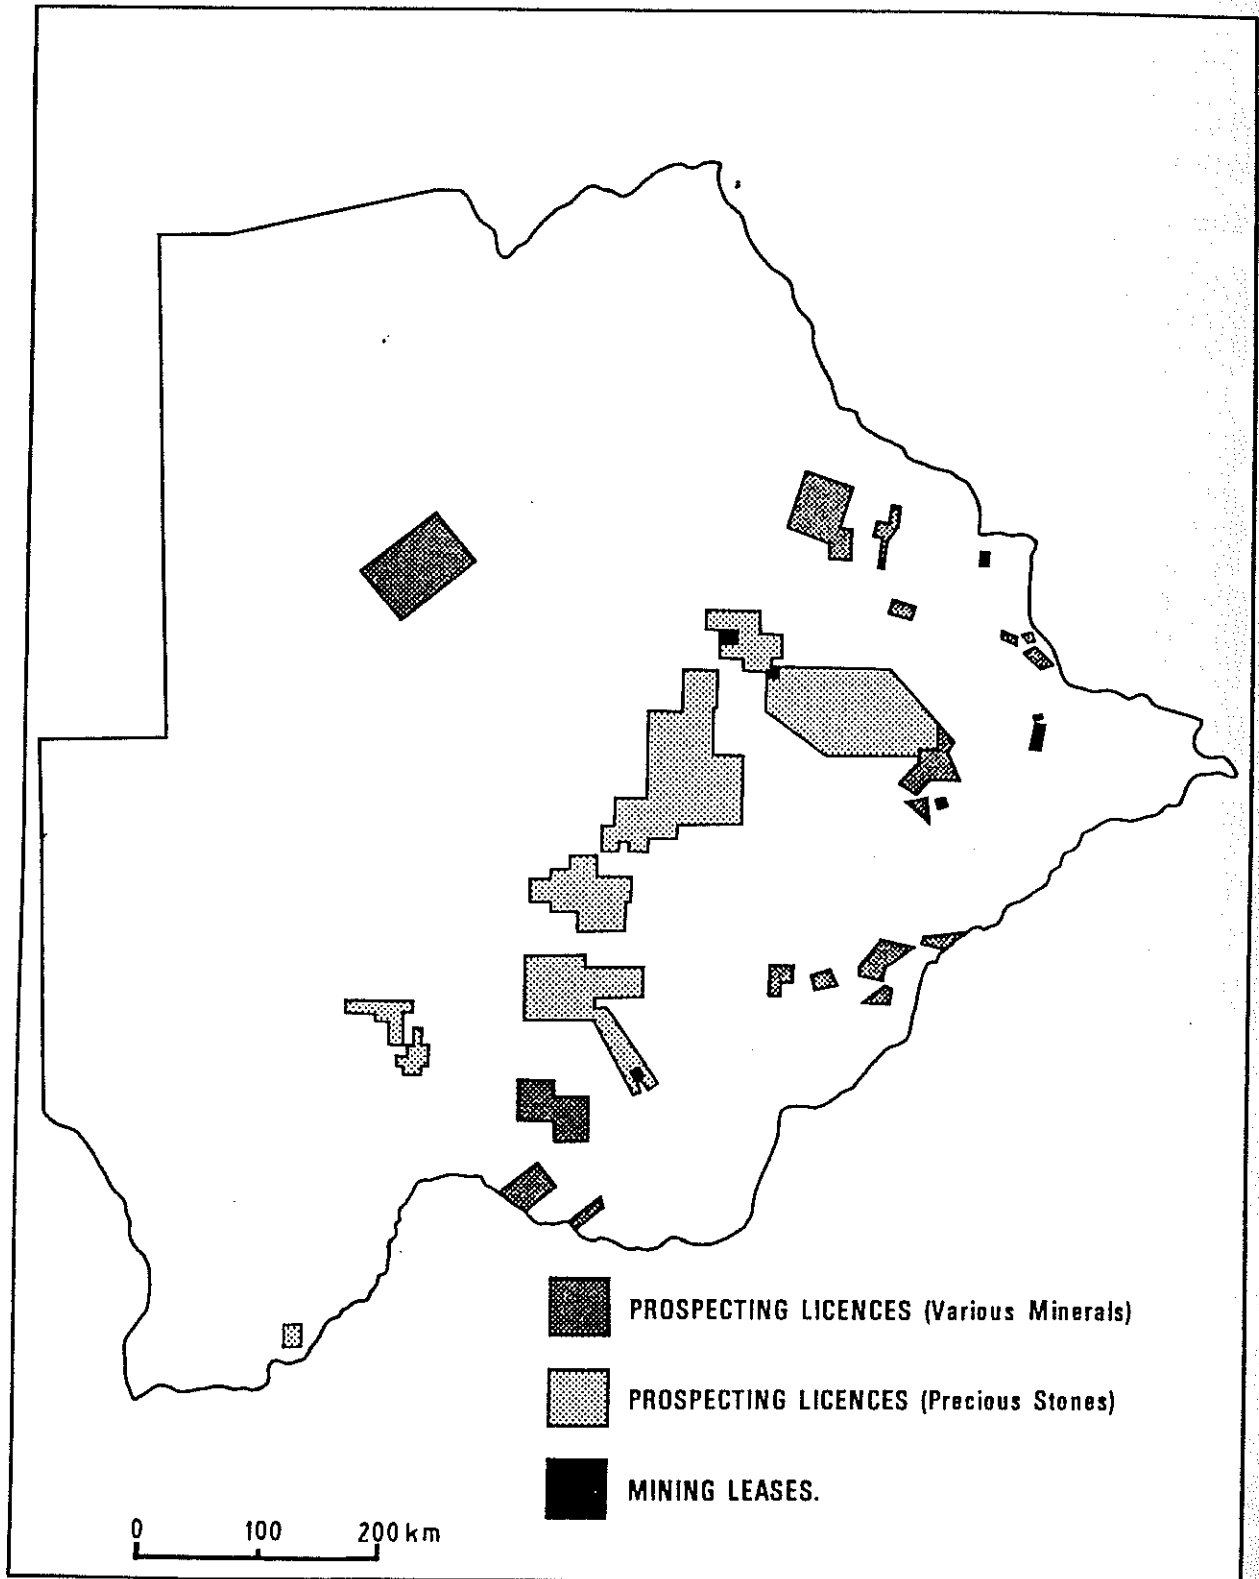 PROSPECTING LICENCES (Various Minerals)
PROSPECTING LICENCES (Precious Stones)
MINING LEASES.
0 100 200 km